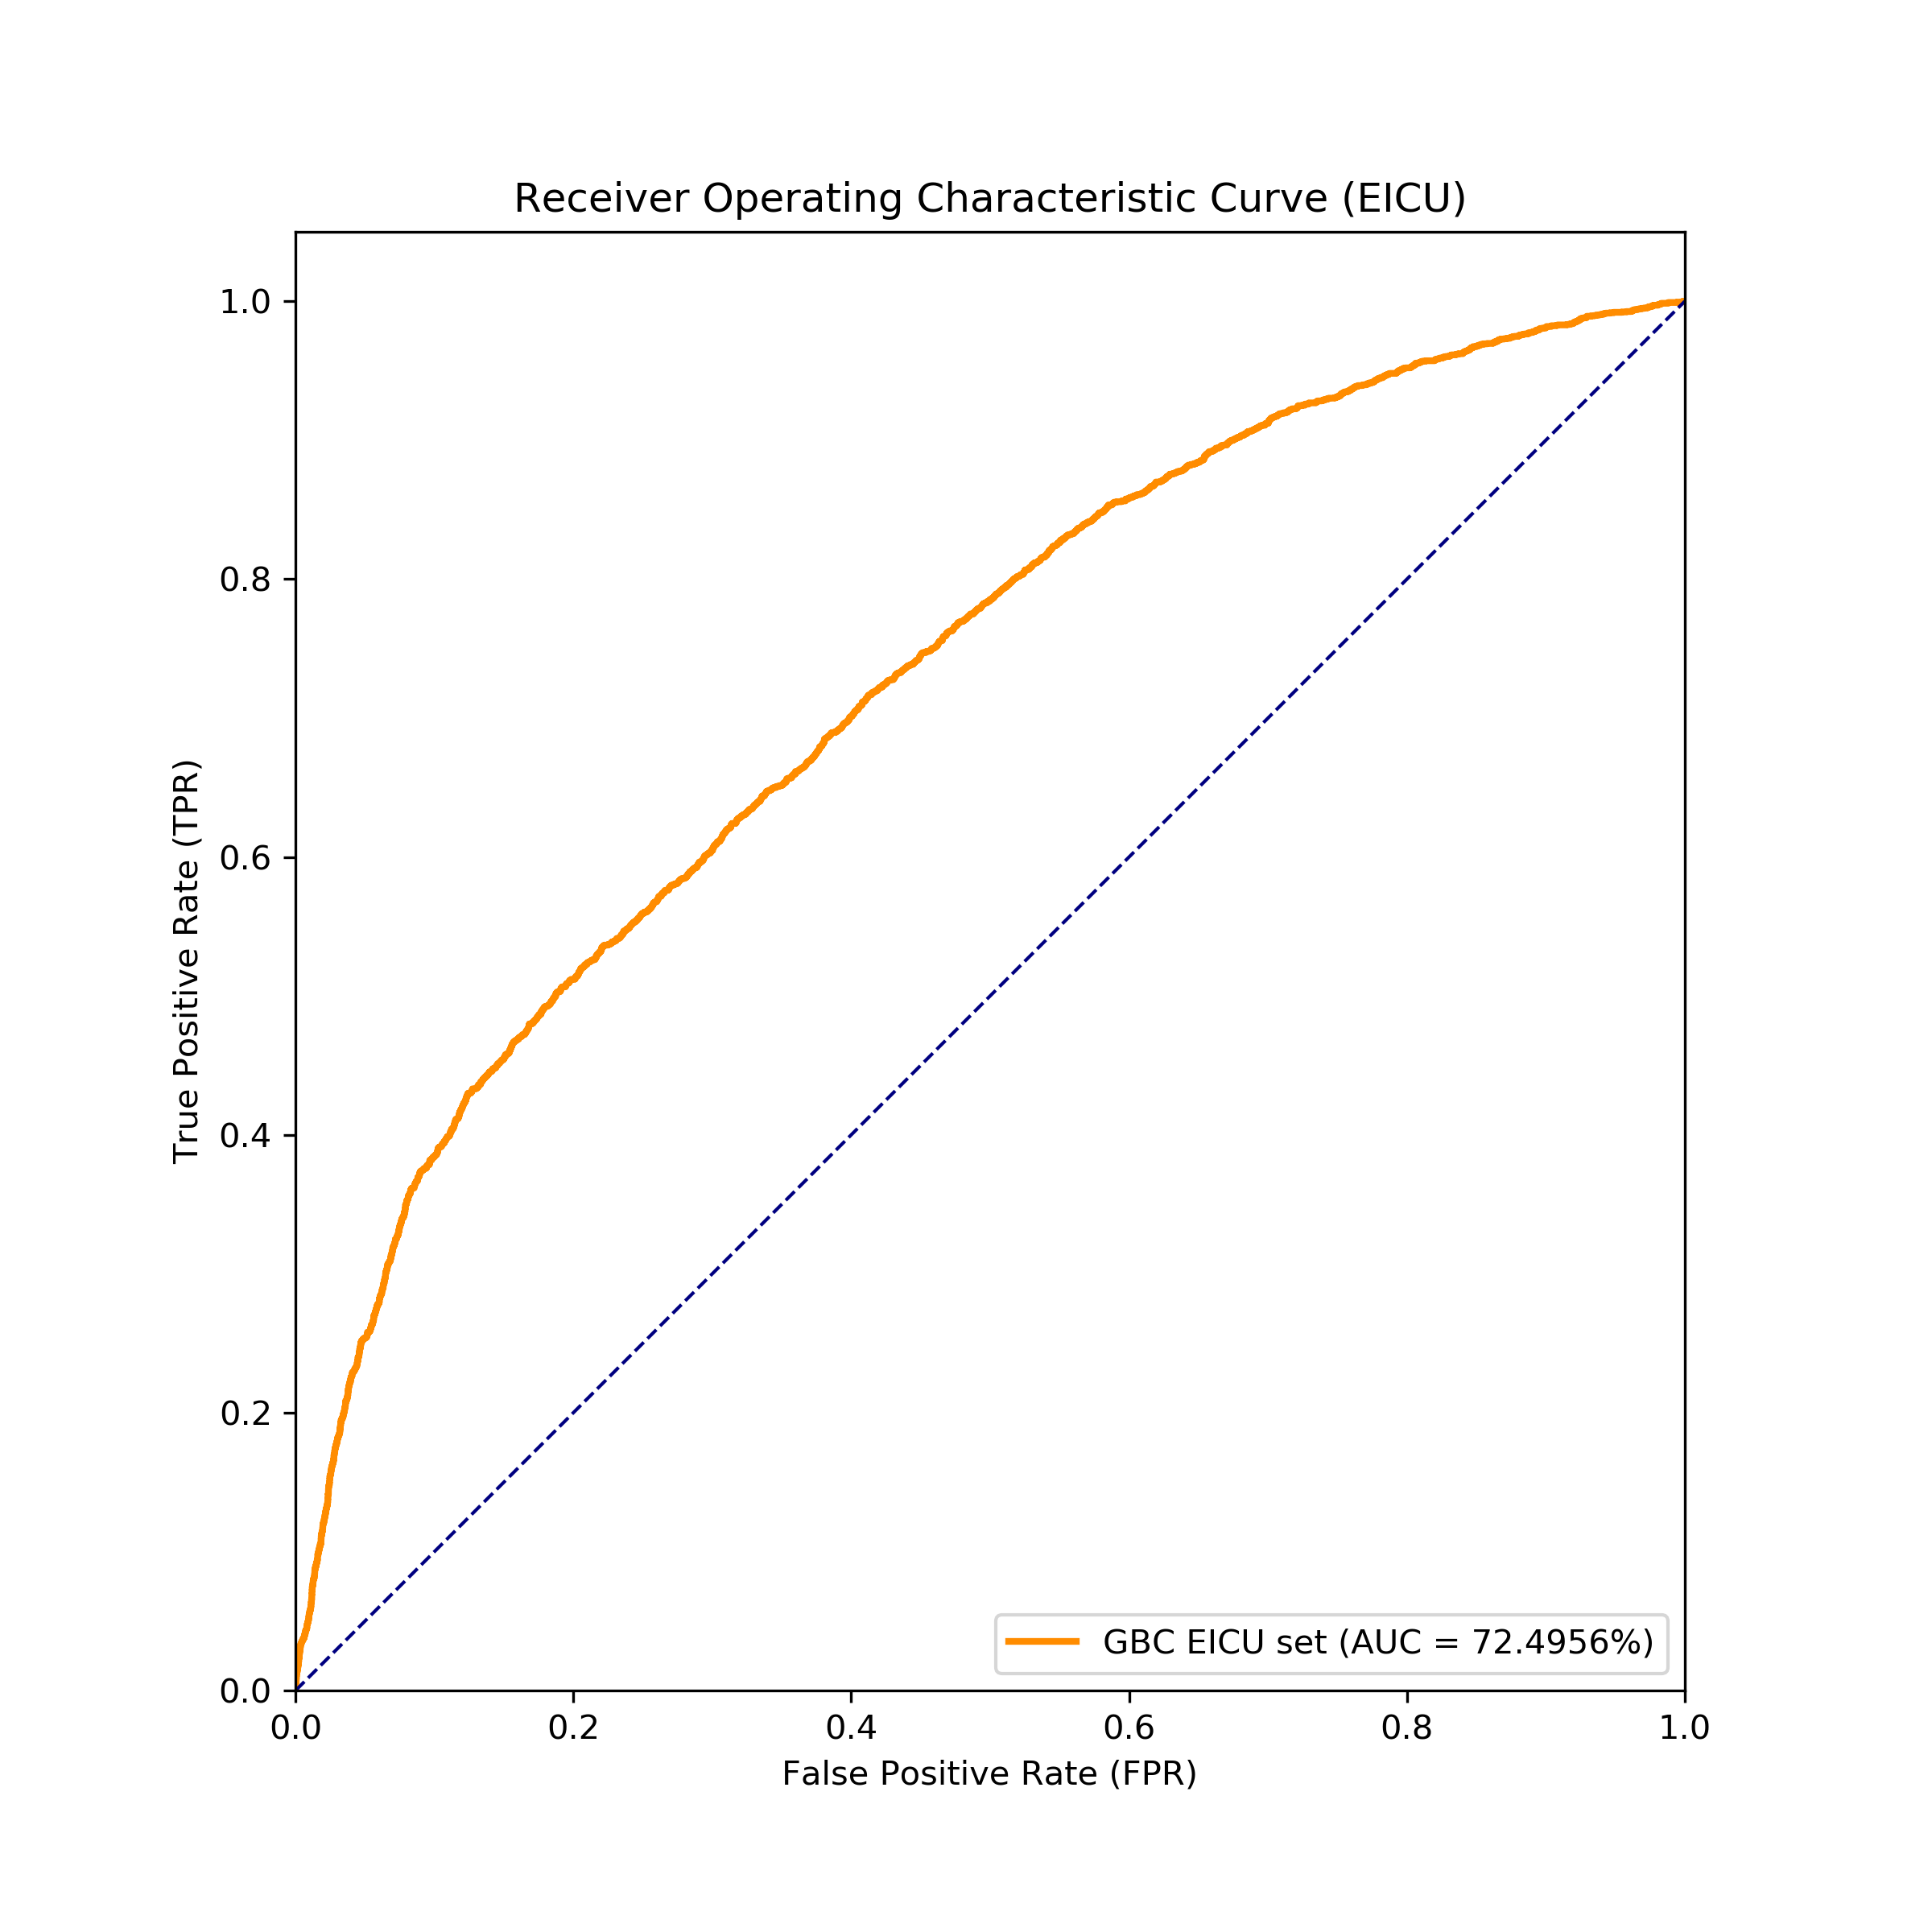 Receiver Operating Characteristic Curve (EICU)
True Positive Rate (TPR)
1.0
0.8
0.6
0.4
0.2
0.0
GBC EICU set (AUC = 72.4956%)
0.0 0.2 0.4 0.6 0.8 1.0
False Positive Rate (FPR)